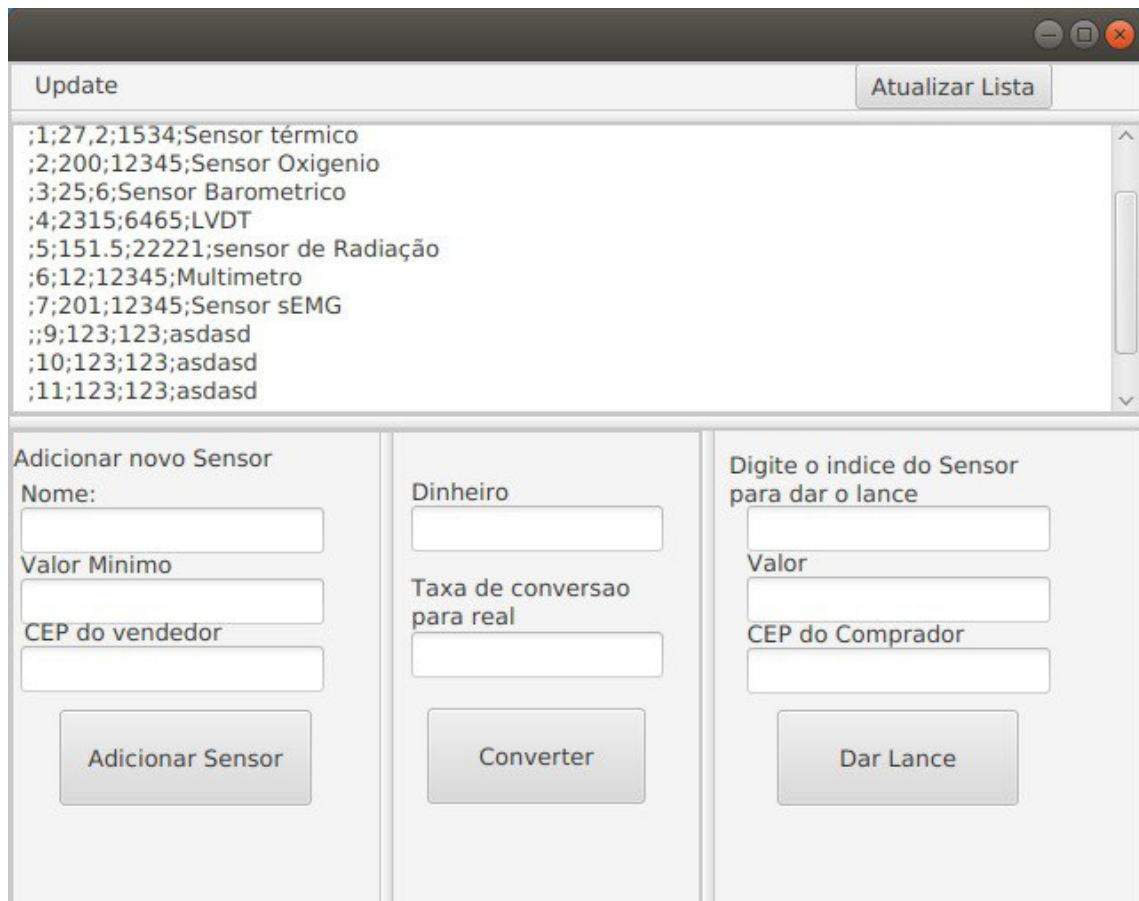 Update
Atualizar Lista
;1;27,2;1534;Sensor térmico
;2;200;12345;Sensor Oxigenio
;3;25;6;Sensor Barometrico
;4;2315;6465;LVDT
;5;151.5;22221;sensor de Radiação
;6;12;12345;Multimetro
;7;201;12345;Sensor sEMG
;;9;123;123;asdasd
;10;123;123;asdasd
;11;123;123;asdasd
Adicionar novo Sensor
Nome:
Valor Minimo
CEP do vendedor
Adicionar Sensor
Dinheiro
Taxa de conversao
para real
Converter
Digite o indice do Sensor
para dar o lance
Valor
CEP do Comprador
Dar Lance